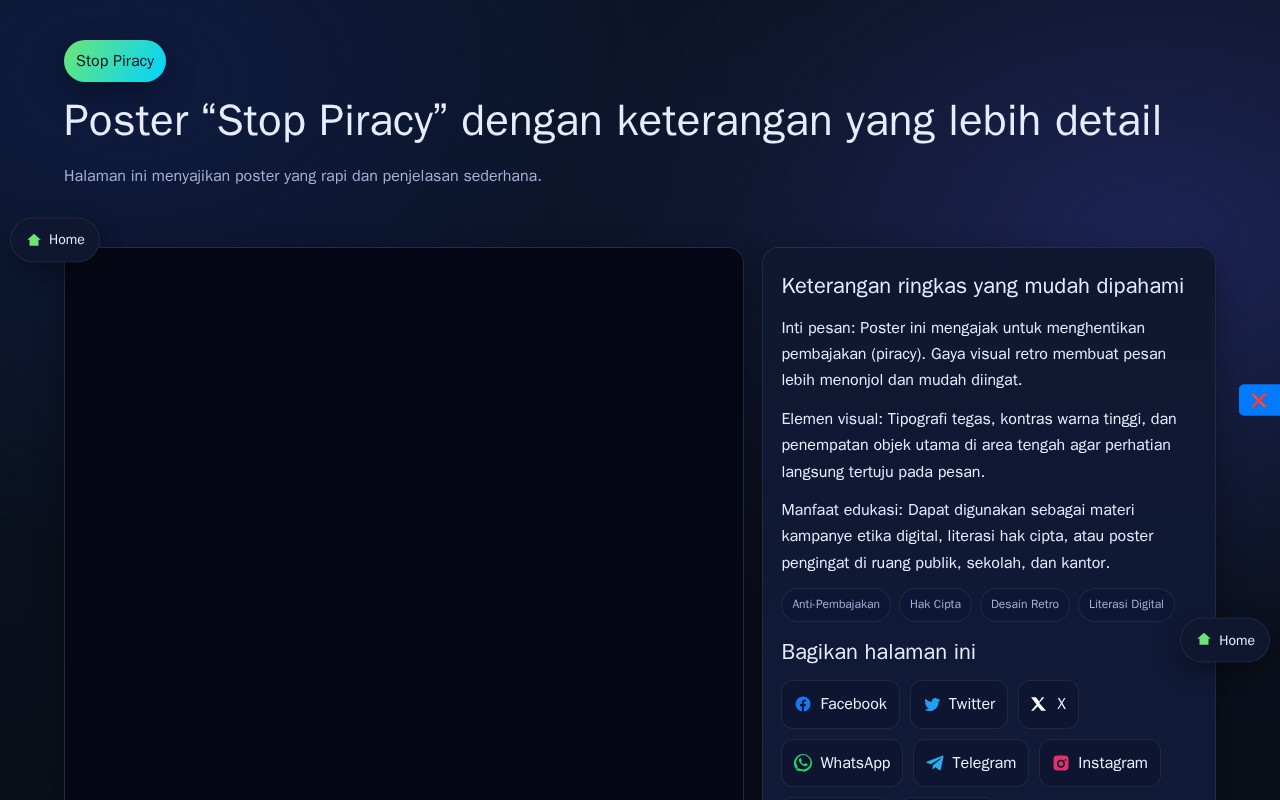 Stop Piracy
Poster “Stop Piracy” dengan keterangan yang lebih detail
Halaman ini menyajikan poster yang rapi dan penjelasan sederhana.
Home
Keterangan ringkas yang mudah dipahami
Inti pesan: Poster ini mengajak untuk menghentikan
pembajakan (piracy). Gaya visual retro membuat pesan
lebih menonjol dan mudah diingat.
Elemen visual: Tipografi tegas, kontras warna tinggi, dan
penempatan objek utama di area tengah agar perhatian
langsung tertuju pada pesan.
Manfaat edukasi: Dapat digunakan sebagai materi
kampanye etika digital, literasi hak cipta, atau poster
pengingat di ruang publik, sekolah, dan kantor.
Anti-Pembajakan Hak Cipta Desain Retro Literasi Digital
Home
Bagikan halaman ini
Facebook Twitter X
WhatsApp Telegram Instagram